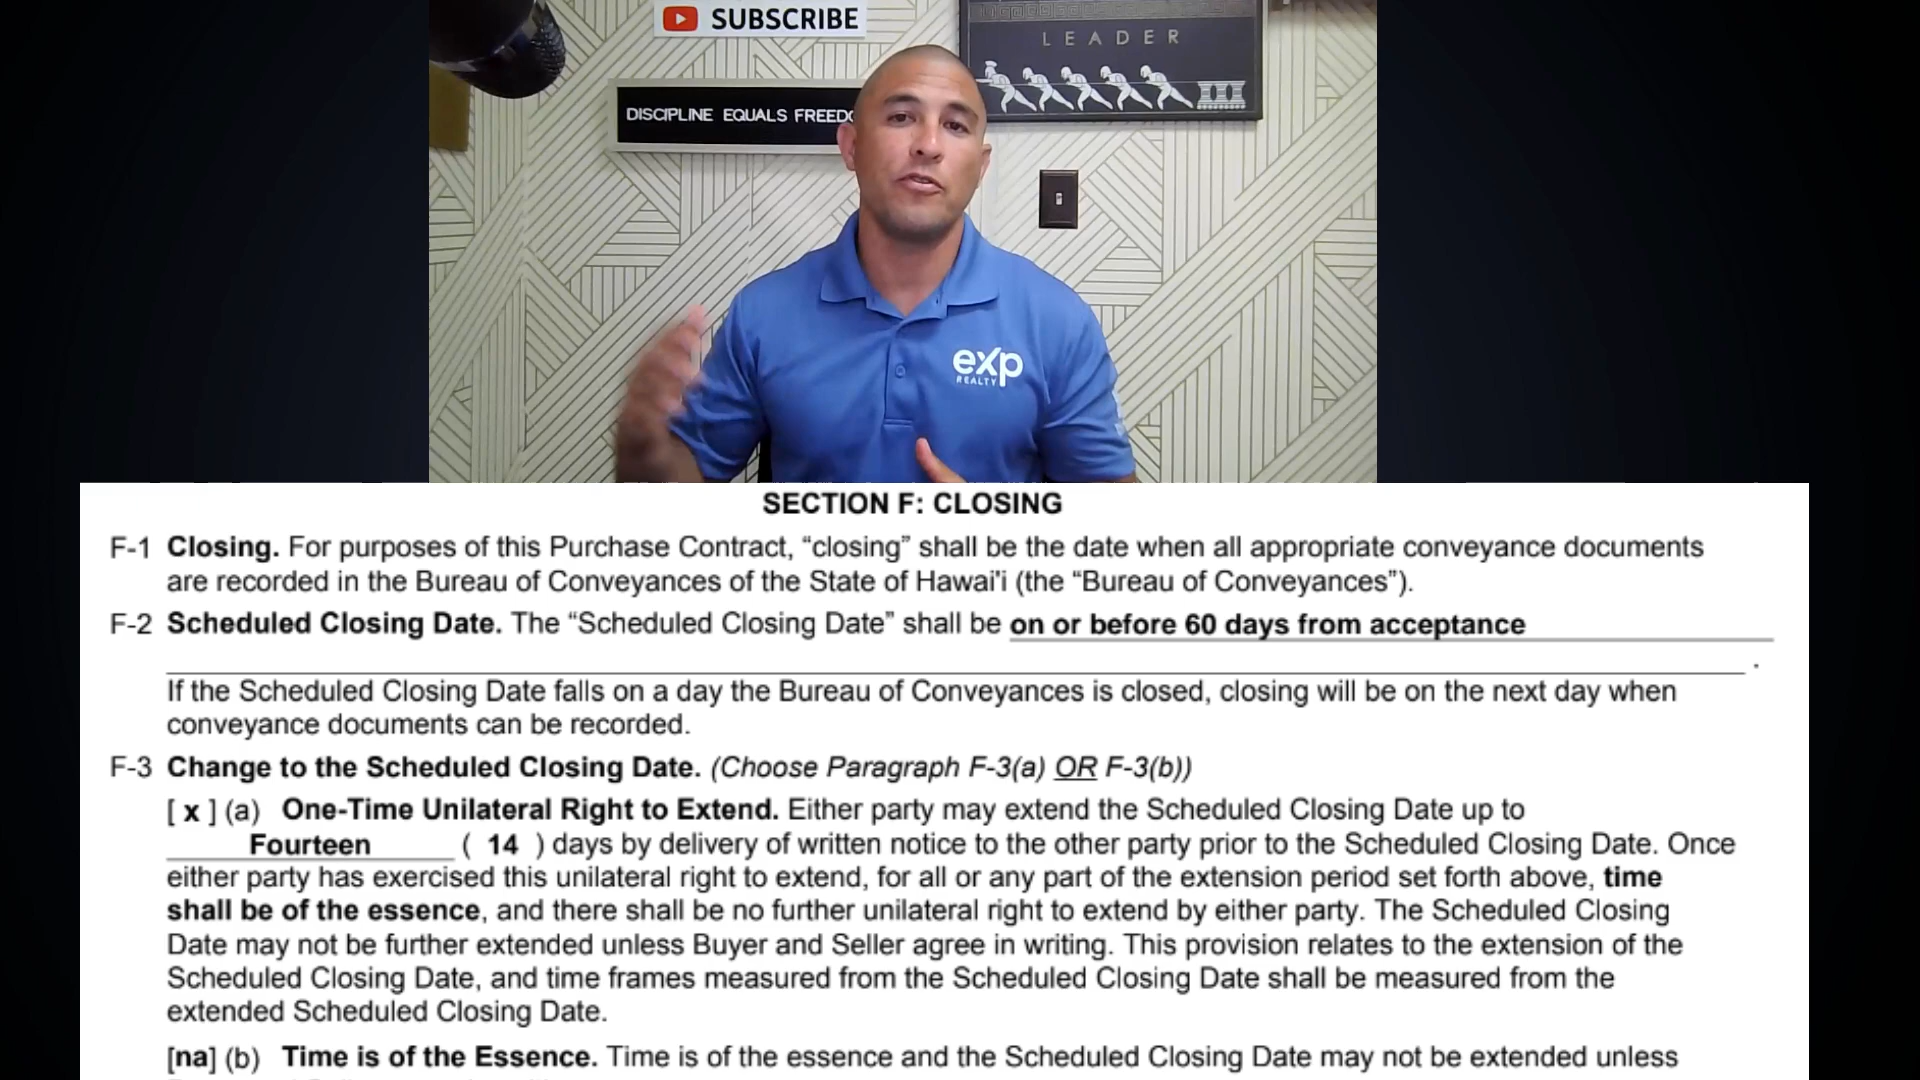 SUBSCRIBE
LEADER
DISCIPLINE EQUALS
exp
REALTY
SECTION F: CLOSING
F-1 Closing. For purposes of this Purchase Contract, “closing” shall be the date when all appropriate conveyance documents
are recorded in the Bureau of Conveyances of the State of Hawai'i (the “Bureau of Conveyances”).
F-2 Scheduled Closing Date. The “Scheduled Closing Date” shall be on or before 60 days from acceptance
.
If the Scheduled Closing Date falls on a day the Bureau of Conveyances is closed, closing will be on the next day when
conveyance documents can be recorded.
F-3 Change to the Scheduled Closing Date. (Choose Paragraph F-3(a) OR F-3(b))
[ x ] (a) One-Time Unilateral Right to Extend. Either party may extend the Scheduled Closing Date up to
Fourteen ( 14 ) days by delivery of written notice to the other party prior to the Scheduled Closing Date. Once
either party has exercised this unilateral right to extend, for all or any part of the extension period set forth above, time
shall be of the essence, and there shall be no further unilateral right to extend by either party. The Scheduled Closing
Date may not be further extended unless Buyer and Seller agree in writing. This provision relates to the extension of the
Scheduled Closing Date, and time frames measured from the Scheduled Closing Date shall be measured from the
extended Scheduled Closing Date.
[na] (b) Time is of the Essence. Time is of the essence and the Scheduled Closing Date may not be extended unless